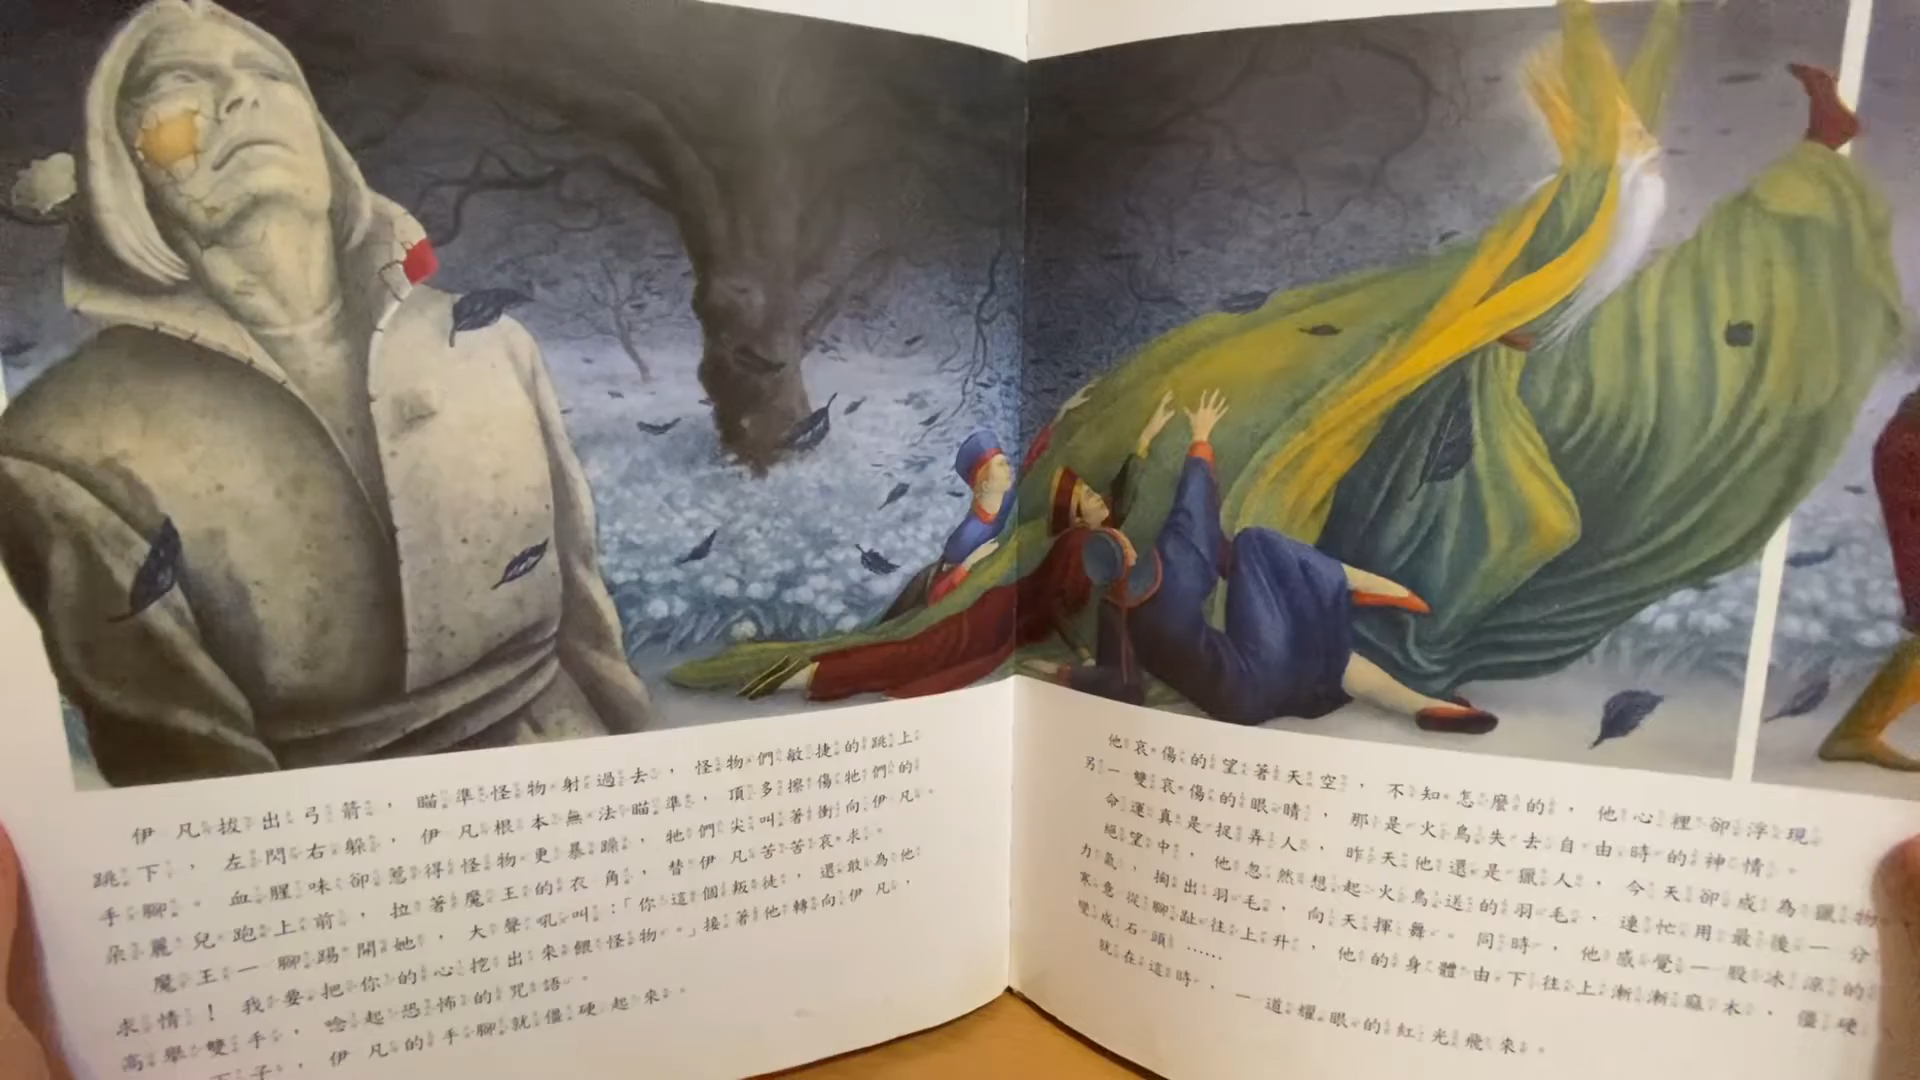 伊凡拔出弓箭，瞄準怪物射過去，怪物們敏捷的跳上
跳下，左閃右躲，伊凡根本無法瞄準，頂多擦傷牠們的
手腳。血腥味卻惹得怪物更暴躁，牠們尖叫著衝向伊凡。
朵麗兒跑上前，拉著魔王的衣角，替伊凡苦苦哀求。
魔王一腳踢開她，大聲吼叫：「你這個叛徒，還敢為他
求情！我要把你的心挖出來餵怪物。」接著他轉向伊凡，
高舉雙手，唸起恐怖的咒語。
下子，伊凡的手腳就僵硬起來。
他哀傷的望著天空，不知怎麼的，他心裡卻浮現
另一雙哀傷的眼睛，那是火鳥失去自由時的神情。
命運真是捉弄人，昨天他還是獵人，今天卻成為獵物
絕望中，他忽然想起火鳥送的羽毛，連忙用最後一分
力氣，掏出羽毛，向天揮舞。同時，他感覺一股冰涼的
寒意從腳趾往上升，他的身體由下往上漸漸麻木，僵硬
變成石頭……
就在這時，一道耀眼的紅光飛來。